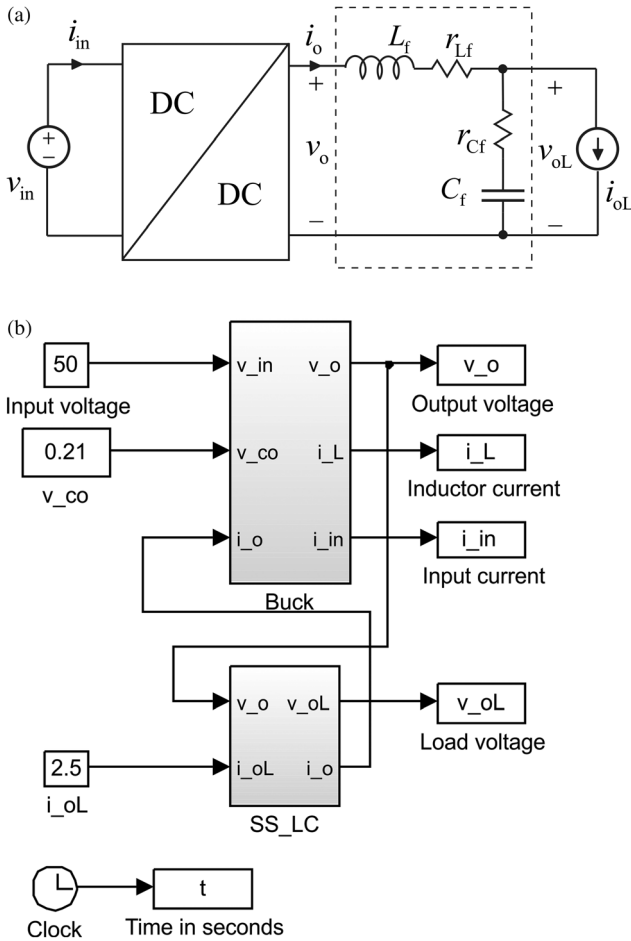 (a)
i_in
i_o
L_f
r_Lf
DC
+
+
+
−
v_in
v_o
r_Cf
v_oL
DC
C_f
i_oL
−
−
(b)
50
v_in
v_o
v_o
Input voltage
Output voltage
0.21
v_co
i_L
i_L
v_co
Inductor current
i_o
i_in
i_in
Input current
Buck
v_o
v_oL
v_oL
Load voltage
2.5
i_oL
i_o
i_oL
SS_LC
t
Clock
Time in seconds